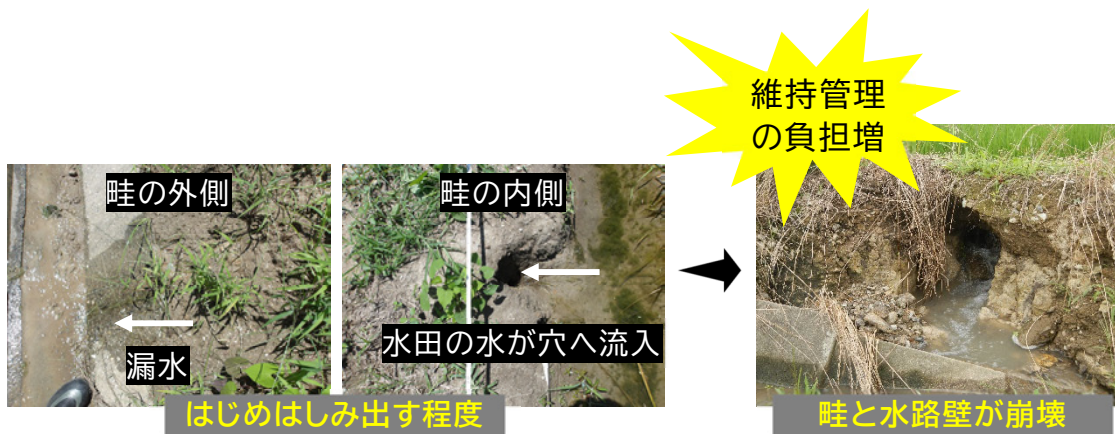 維持管理
の負担増
畦の外側
漏水
畦の内側
水田の水が穴へ流入
はじめはしみ出す程度
畦と水路壁が崩壊